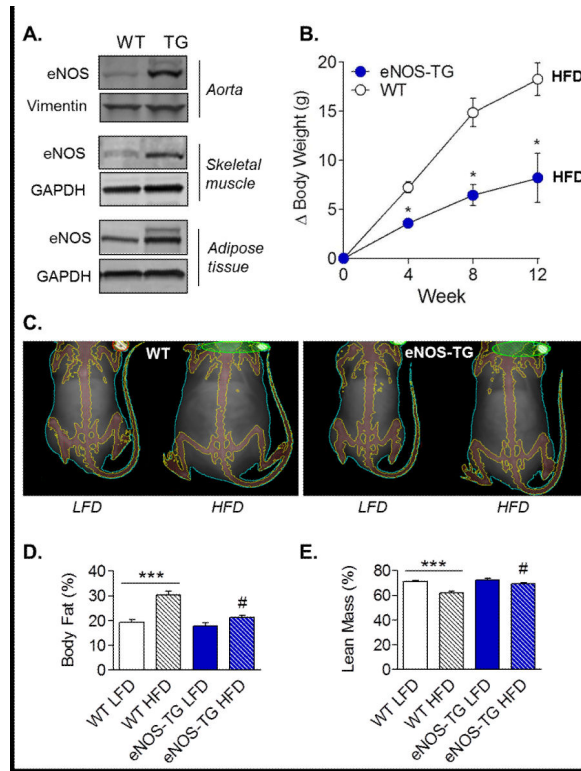 A.
WT TG
eNOS
Vimentin
Aorta
eNOS
GAPDH
Skeletal
muscle
eNOS
GAPDH
Adipose
tissue
B.
eNOS-TG
WT
HFD
HFD
Δ Body Weight (g)
20
15
10
5
0
* * *
0 4 8 12
Week
C.
WT
eNOS-TG
LFD HFD LFD HFD
D.
Body Fat (%)
40
30
20
10
0
***
#
WT LFD
WT HFD
eNOS-TG LFD
eNOS-TG HFD
E.
Lean Mass (%)
80
60
40
20
0
***
#
WT LFD
WT HFD
eNOS-TG LFD
eNOS-TG HFD